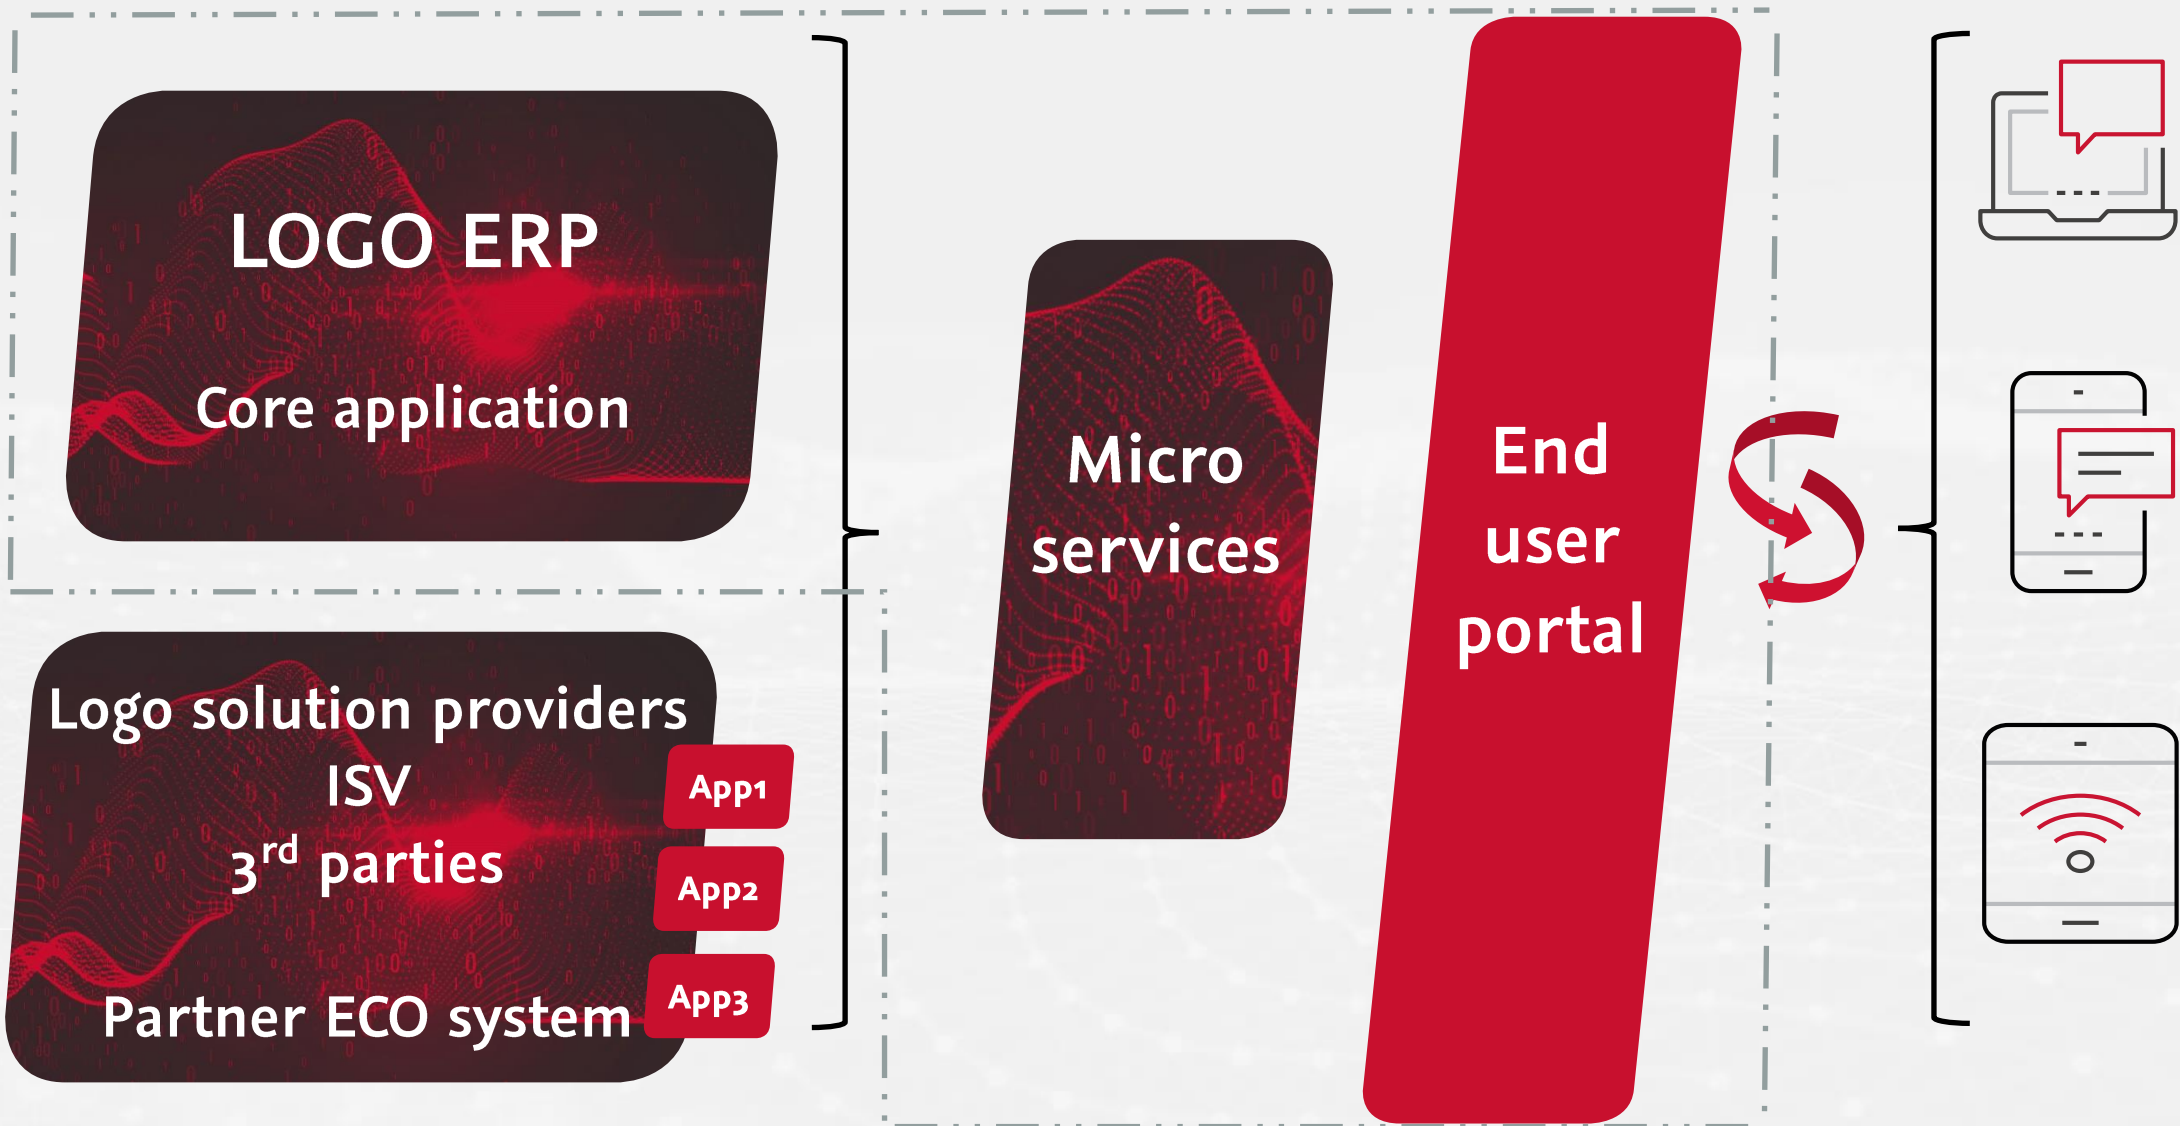 LOGO ERP
Core application
Logo solution providers
ISV
3rd parties
Partner ECO system
App1
App2
App3
Micro
services
End
user
portal